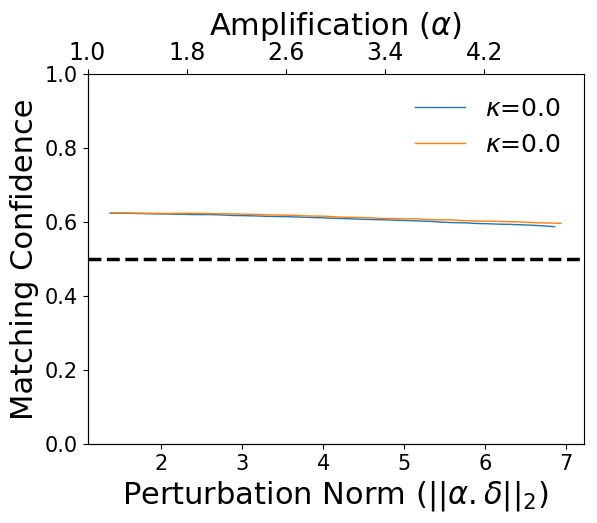 Amplification (α)
1.0 1.8 2.6 3.4 4.2
1.0
κ=0.0
κ=0.0
0.8
0.6
0.4
0.2
0.0
Matching Confidence
2 3 4 5 6 7
Perturbation Norm (||α.δ||₂)